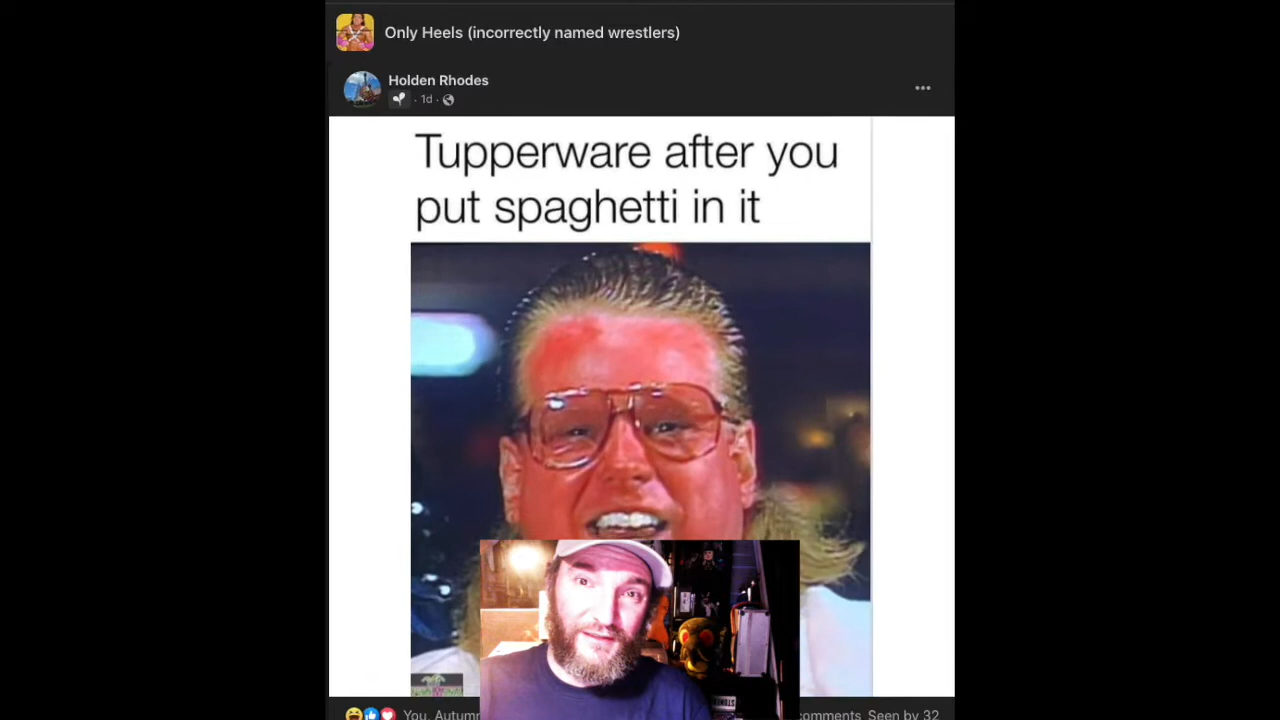 Only Heels (incorrectly named wrestlers)
Holden Rhodes
· 1d ·
Tupperware after you
put spaghetti in it
You, Autumn
omments Seen by 32